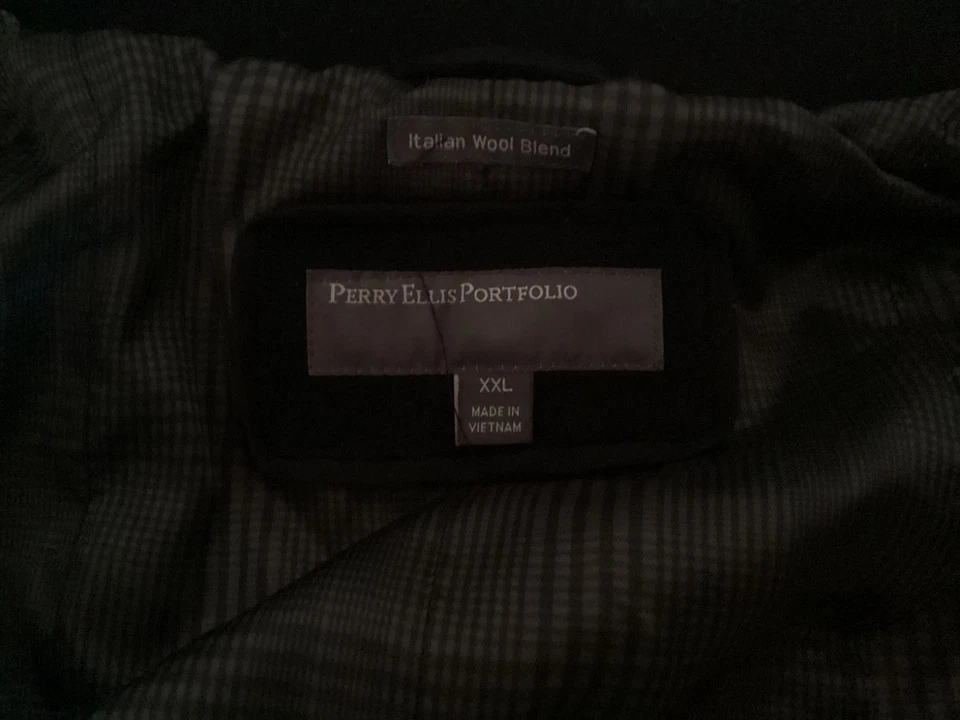 Italian Wool Blend
PERRY ELLIS PORTFOLIO
XXL
MADE IN
VIETNAM